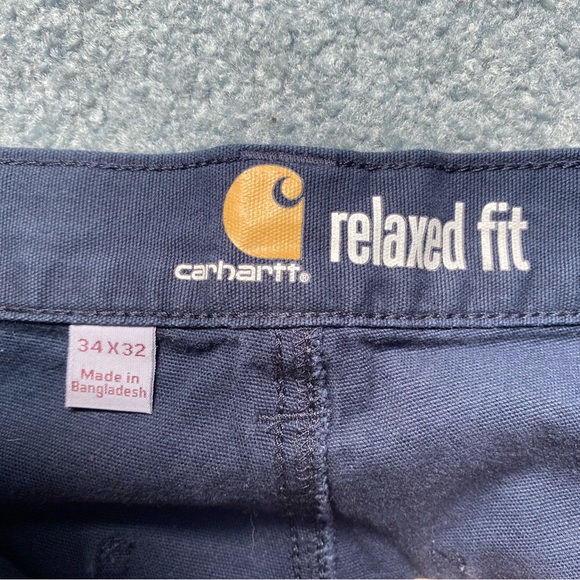 carhartt®
relaxed fit
34 X 32
Made in
Bangladesh